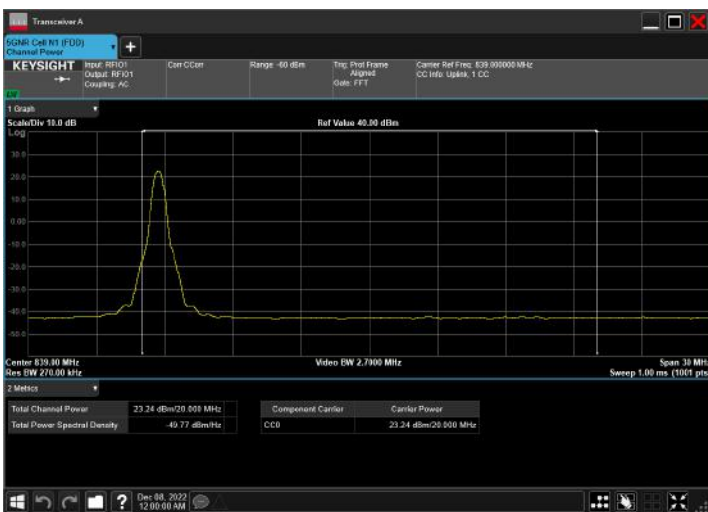 Transceiver A
5GNR Cell N1 (FDD)
Channel Power
KEYSIGHT
Input: RFIO1
Output: RFIO1
Coupling: AC
Corr CCorr
Range: -60 dBm
Trig: Prot Frame
Aligned
Gate: FFT
Carrier Ref Freq: 839.000000 MHz
CC Info: Uplink, 1 CC
1 Graph
Scale/Div 10.0 dB
Ref Value 40.00 dBm
Log
30.0
20.0
10.0
0.00
-10.0
-20.0
-30.0
-40.0
-50.0
Center 839.00 MHz
Video BW 2.7000 MHz
Span 30 MHz
Res BW 270.00 kHz
Sweep 1.00 ms (1001 pts
2 Metrics
Total Channel Power 23.24 dBm/20.000 MHz
Total Power Spectral Density -49.77 dBm/Hz
Component Carrier Carrier Power
CC0 23.24 dBm/20.000 MHz
?
Dec 08, 2022
12:00:00 AM